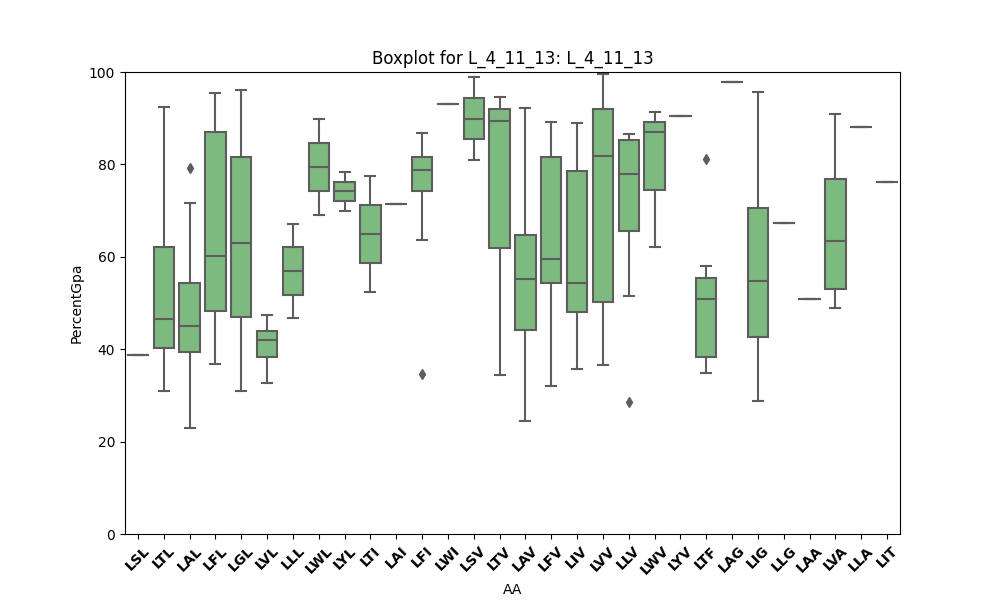 Boxplot for L_4_11_13: L_4_11_13
100
80
60
40
20
0
PercentGpa
LSL LTL LAL LFL LGL LVL LLL LWL LYL LTI LAI LFI LWI LSV LTV LAV LFV LIV LVV LLV LWV LYV LTF LAG LIG LLG LAA LVA LLA LIT
AA